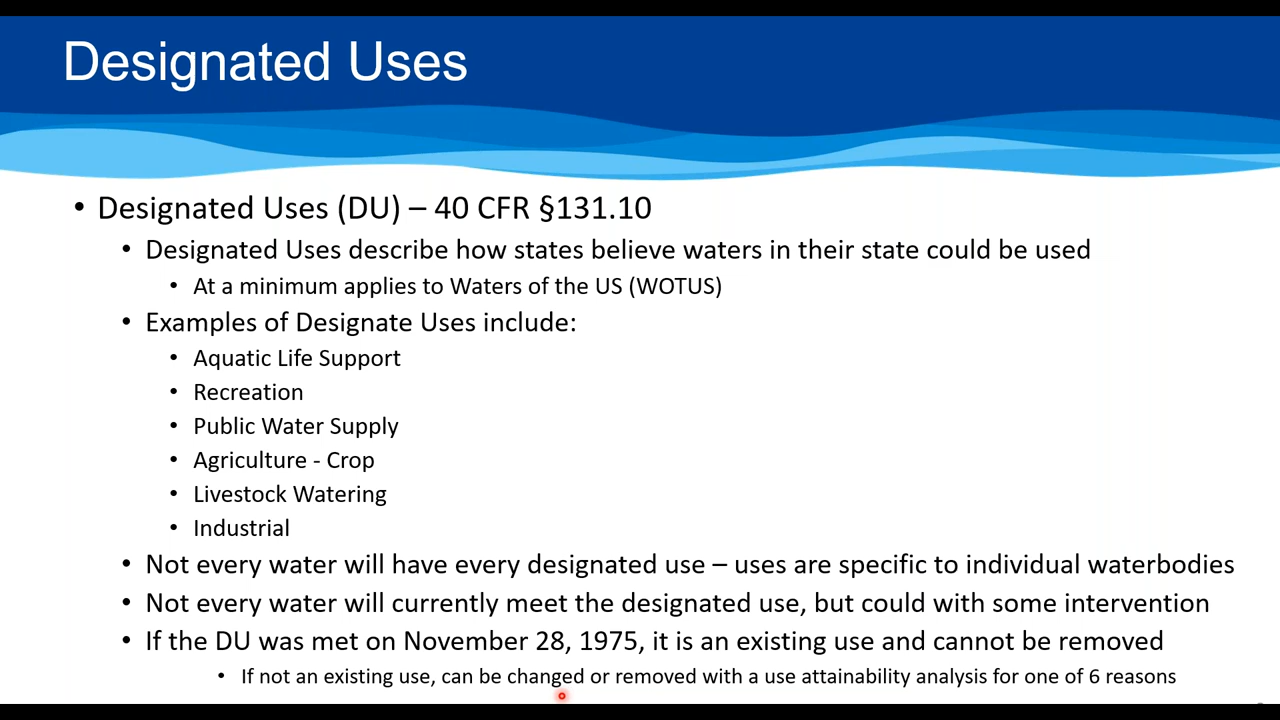 Designated Uses
• Designated Uses (DU) – 40 CFR §131.10
• Designated Uses describe how states believe waters in their state could be used
• At a minimum applies to Waters of the US (WOTUS)
• Examples of Designate Uses include:
• Aquatic Life Support
• Recreation
• Public Water Supply
• Agriculture - Crop
• Livestock Watering
• Industrial
• Not every water will have every designated use – uses are specific to individual waterbodies
• Not every water will currently meet the designated use, but could with some intervention
• If the DU was met on November 28, 1975, it is an existing use and cannot be removed
• If not an existing use, can be changed or removed with a use attainability analysis for one of 6 reasons